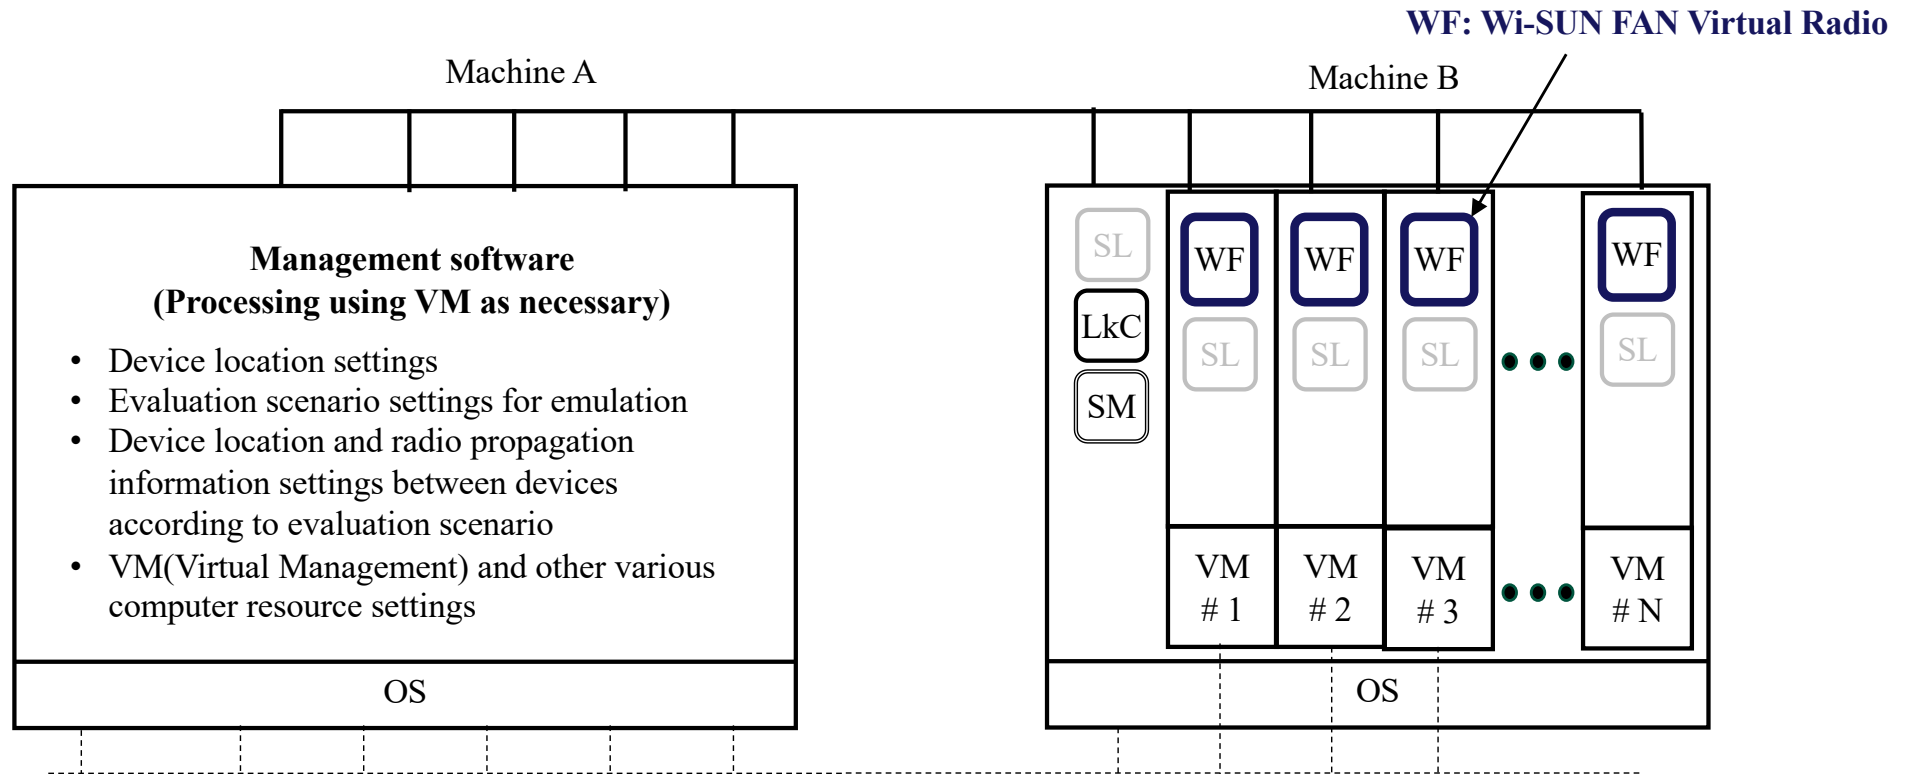 WF: Wi-SUN FAN Virtual Radio
Machine A
Machine B
Management software
(Processing using VM as necessary)
• Device location settings
• Evaluation scenario settings for emulation
• Device location and radio propagation
information settings between devices
according to evaluation scenario
• VM(Virtual Management) and other various
computer resource settings
OS
SL
LkC
SM
WF
SL
VM
# 1
WF
SL
VM
# 2
WF
SL
VM
# 3
WF
SL
VM
# N
OS